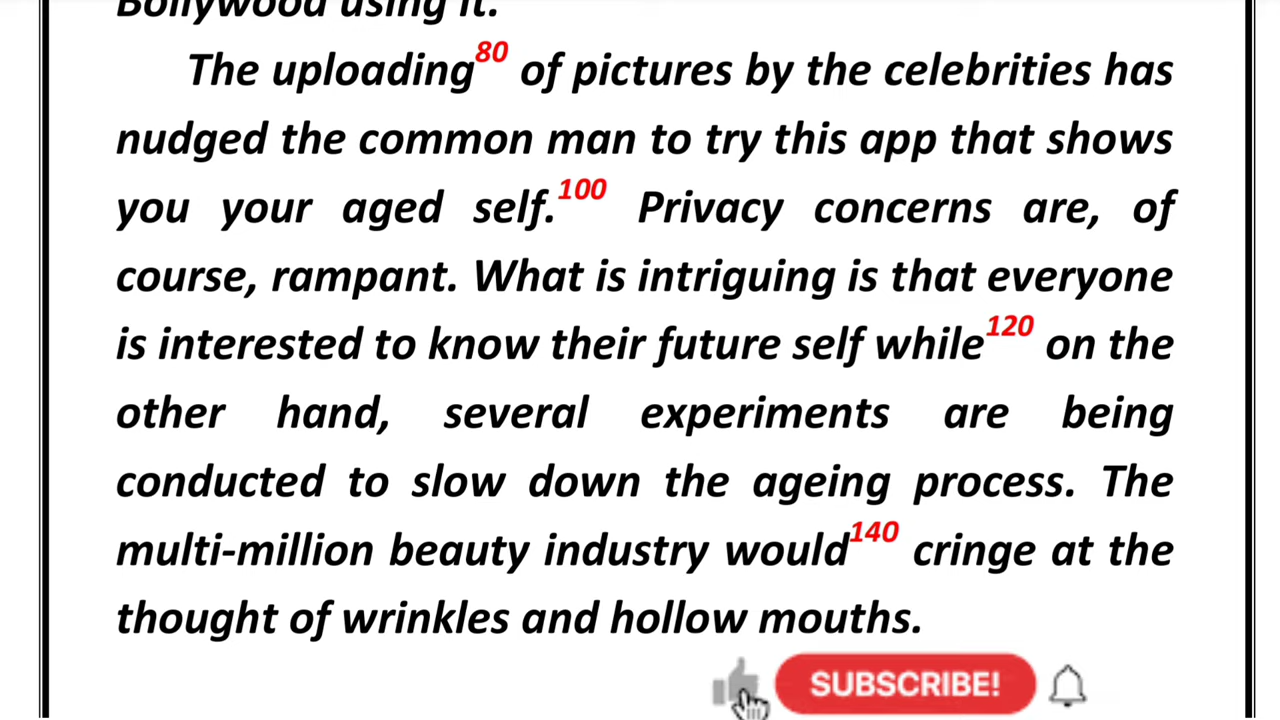 Bollywood using it.
The uploading80 of pictures by the celebrities has
nudged the common man to try this app that shows
you your aged self.100 Privacy concerns are, of
course, rampant. What is intriguing is that everyone
is interested to know their future self while120 on the
other hand, several experiments are being
conducted to slow down the ageing process. The
multi-million beauty industry would140 cringe at the
thought of wrinkles and hollow mouths.
SUBSCRIBE!